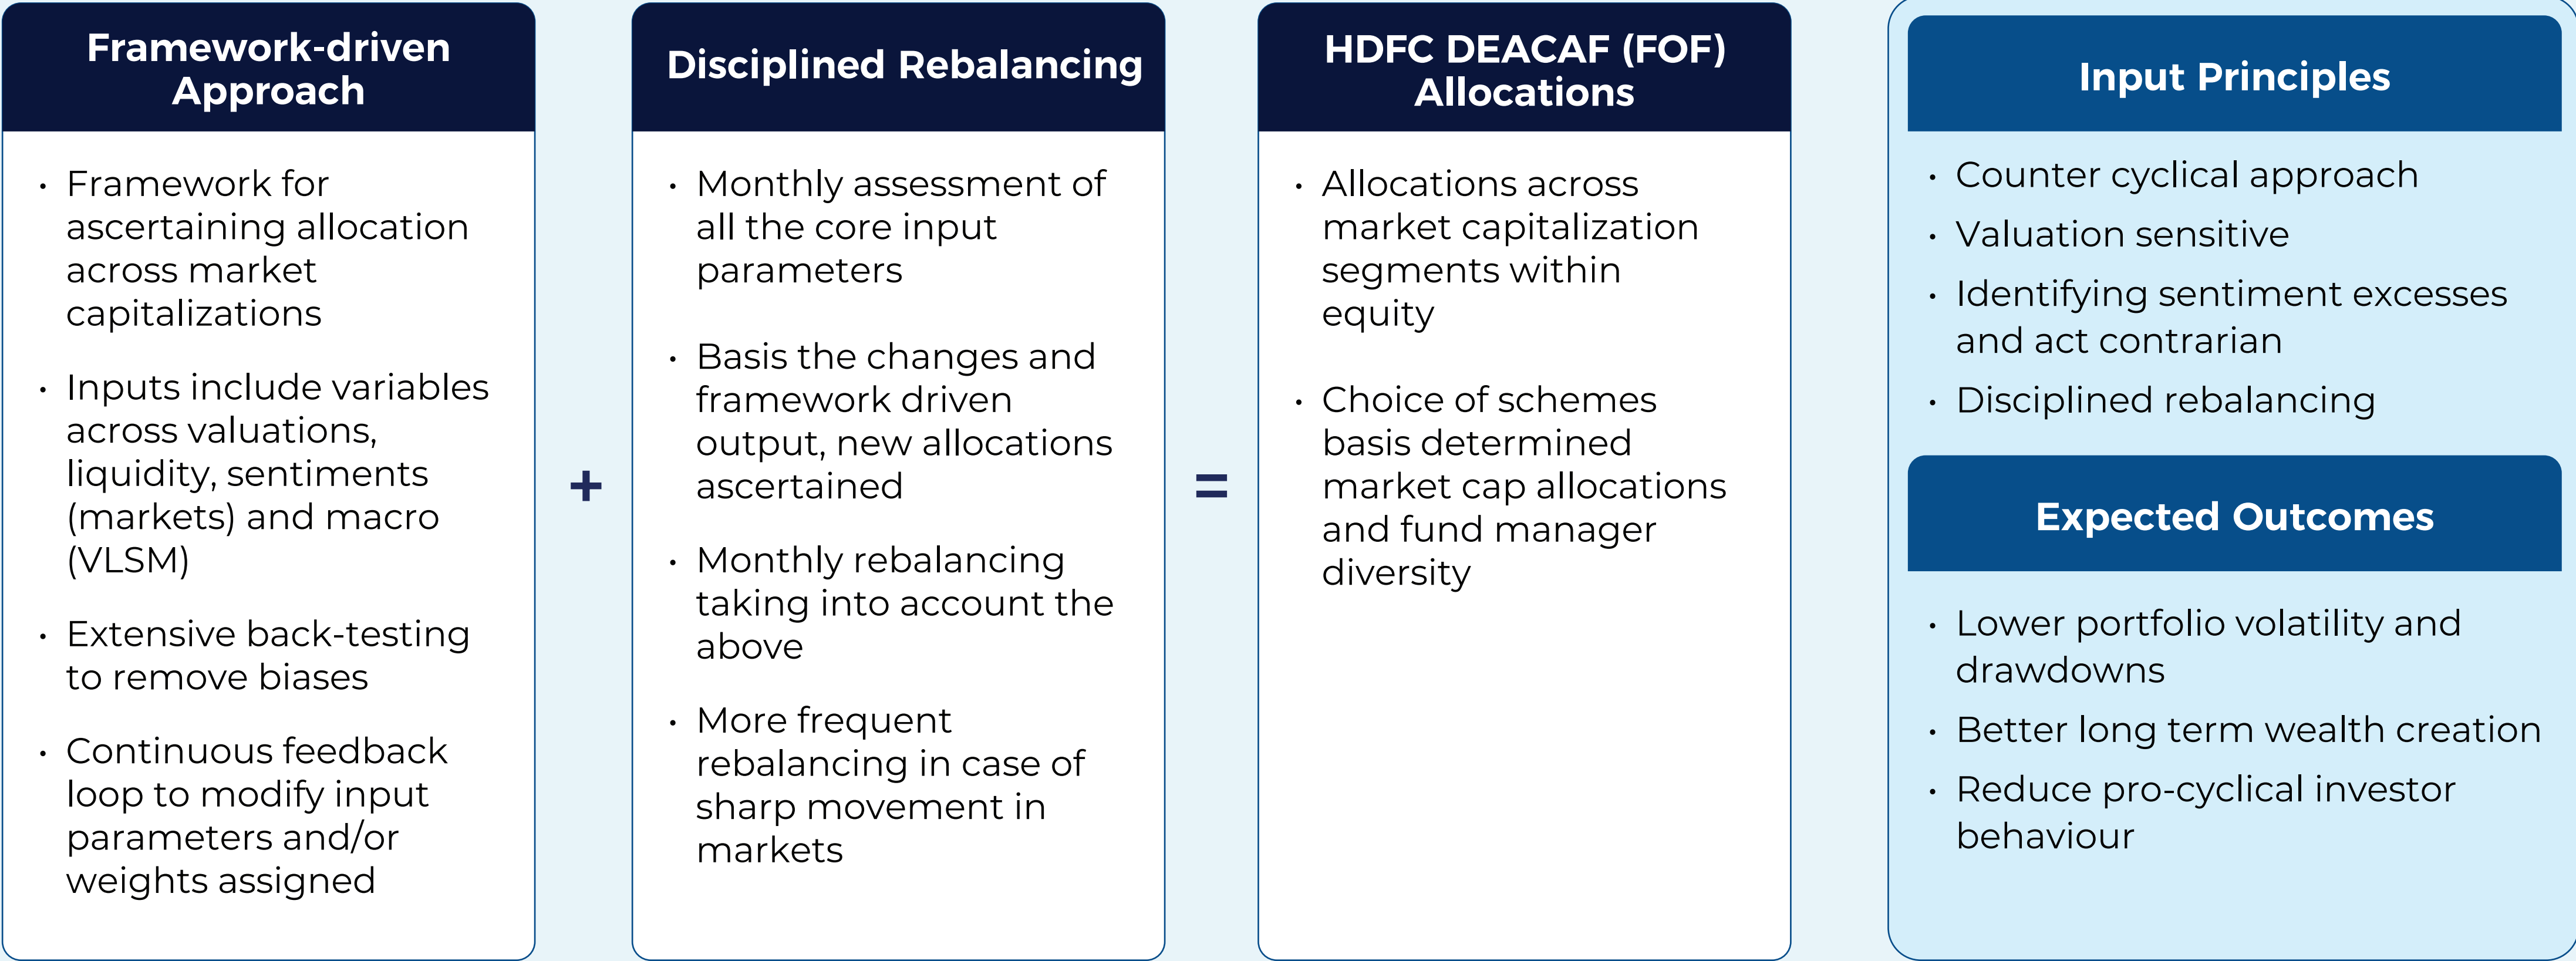 Framework-driven
Approach
• Framework for
ascertaining allocation
across market
capitalizations
• Inputs include variables
across valuations,
liquidity, sentiments
(markets) and macro
(VLSM)
• Extensive back-testing
to remove biases
• Continuous feedback
loop to modify input
parameters and/or
weights assigned
+
Disciplined Rebalancing
• Monthly assessment of
all the core input
parameters
• Basis the changes and
framework driven
output, new allocations
ascertained
• Monthly rebalancing
taking into account the
above
• More frequent
rebalancing in case of
sharp movement in
markets
=
HDFC DEACAF (FOF)
Allocations
• Allocations across
market capitalization
segments within
equity
• Choice of schemes
basis determined
market cap allocations
and fund manager
diversity
Input Principles
• Counter cyclical approach
• Valuation sensitive
• Identifying sentiment excesses
and act contrarian
• Disciplined rebalancing
Expected Outcomes
• Lower portfolio volatility and
drawdowns
• Better long term wealth creation
• Reduce pro-cyclical investor
behaviour